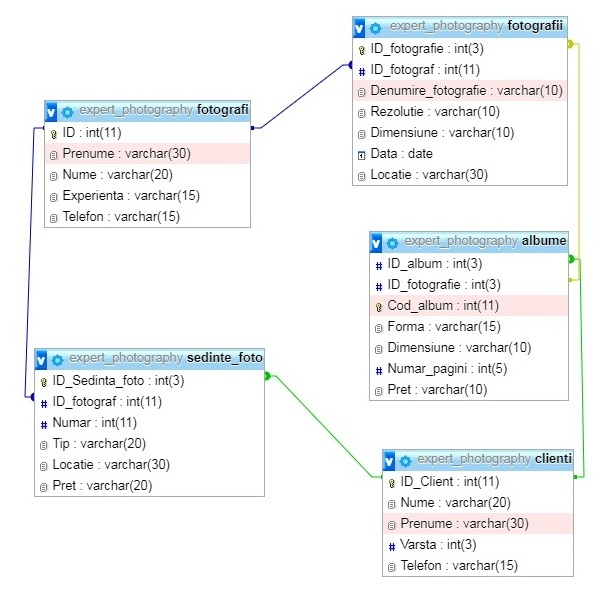 expert_photography fotografii
ID_fotografie : int(3)
ID_fotograf : int(11)
Denumire_fotografie : varchar(10)
Rezolutie : varchar(10)
Dimensiune : varchar(10)
Data : date
Locatie : varchar(30)
expert_photography fotografi
ID : int(11)
Prenume : varchar(30)
Nume : varchar(20)
Experienta : varchar(15)
Telefon : varchar(15)
expert_photography albume
ID_album : int(3)
ID_fotografie : int(3)
Cod_album : int(11)
Forma : varchar(15)
Dimensiune : varchar(10)
Numar_pagini : int(5)
Pret : varchar(10)
expert_photography sedinte_foto
ID_Sedinta_foto : int(3)
ID_fotograf : int(11)
Numar : int(11)
Tip : varchar(20)
Locatie : varchar(30)
Pret : varchar(20)
expert_photography clienti
ID_Client : int(11)
Nume : varchar(20)
Prenume : varchar(30)
Varsta : int(3)
Telefon : varchar(15)